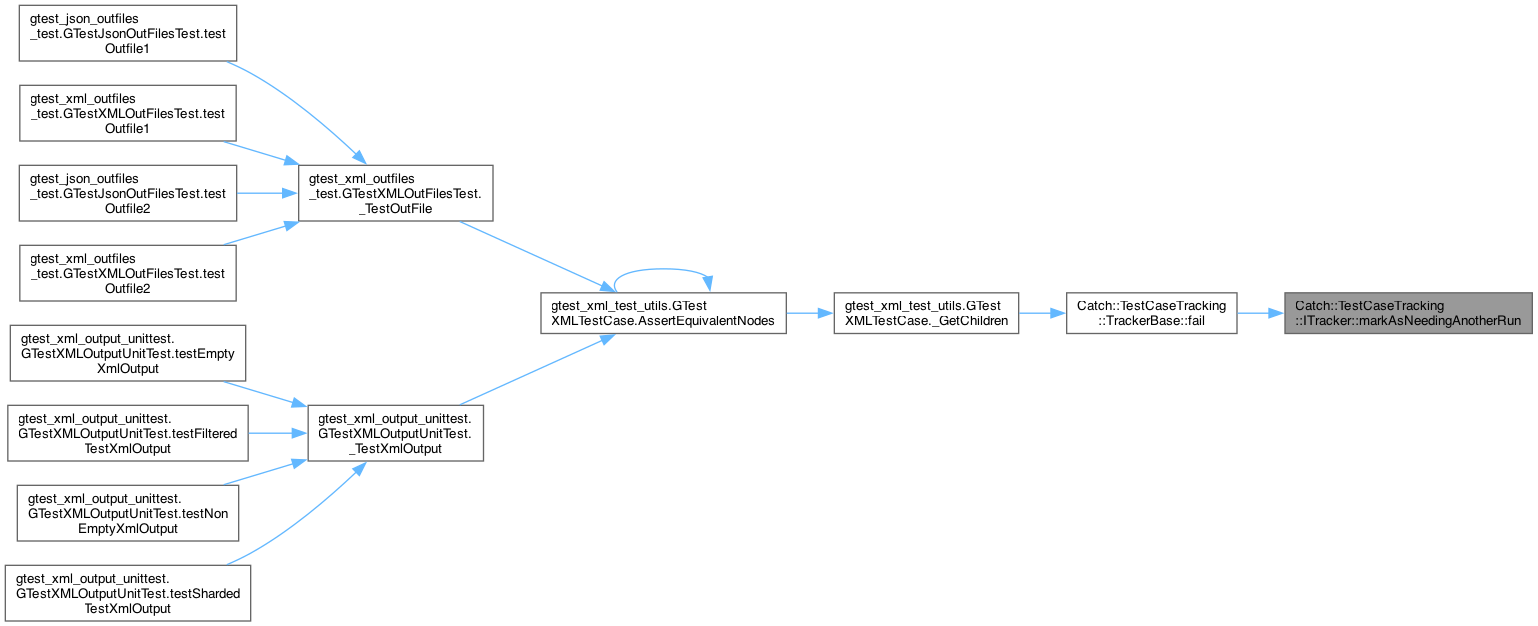 gtest_json_outfiles
_test.GTestJsonOutFilesTest.test
Outfile1
gtest_xml_outfiles
_test.GTestXMLOutFilesTest.test
Outfile1
gtest_json_outfiles
_test.GTestJsonOutFilesTest.test
Outfile2
gtest_xml_outfiles
_test.GTestXMLOutFilesTest.test
Outfile2
gtest_xml_output_unittest.
GTestXMLOutputUnitTest.testEmpty
XmlOutput
gtest_xml_output_unittest.
GTestXMLOutputUnitTest.testFiltered
TestXmlOutput
gtest_xml_output_unittest.
GTestXMLOutputUnitTest.testNon
EmptyXmlOutput
gtest_xml_output_unittest.
GTestXMLOutputUnitTest.testSharded
TestXmlOutput
gtest_xml_outfiles
_test.GTestXMLOutFilesTest.
_TestOutFile
gtest_xml_output_unittest.
GTestXMLOutputUnitTest.
_TestXmlOutput
gtest_xml_test_utils.GTest
XMLTestCase.AssertEquivalentNodes
gtest_xml_test_utils.GTest
XMLTestCase._GetChildren
Catch::TestCaseTracking
::TrackerBase::fail
Catch::TestCaseTracking
::ITracker::markAsNeedingAnotherRun